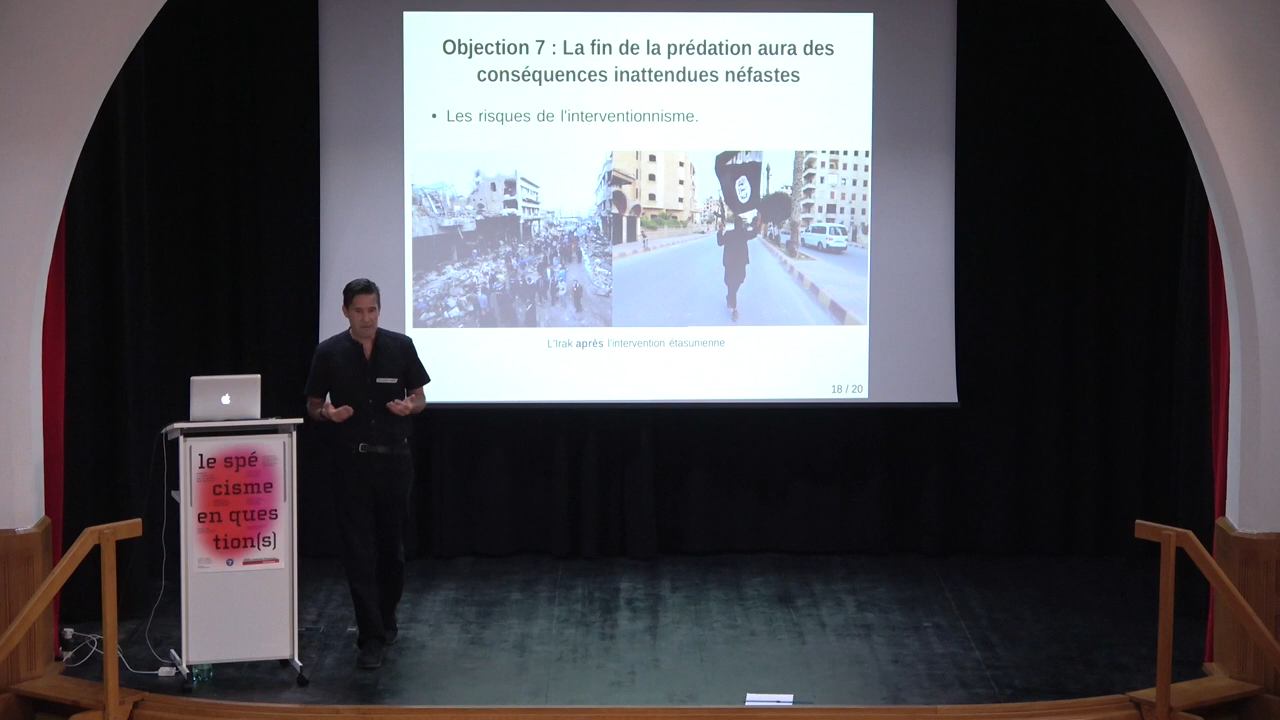 Objection 7 : La fin de la prédation aura des
conséquences inattendues néfastes
• Les risques de l'interventionnisme.
L'Irak après l'intervention étasunienne
18 / 20
le spé
cisme
en ques
tion(s)